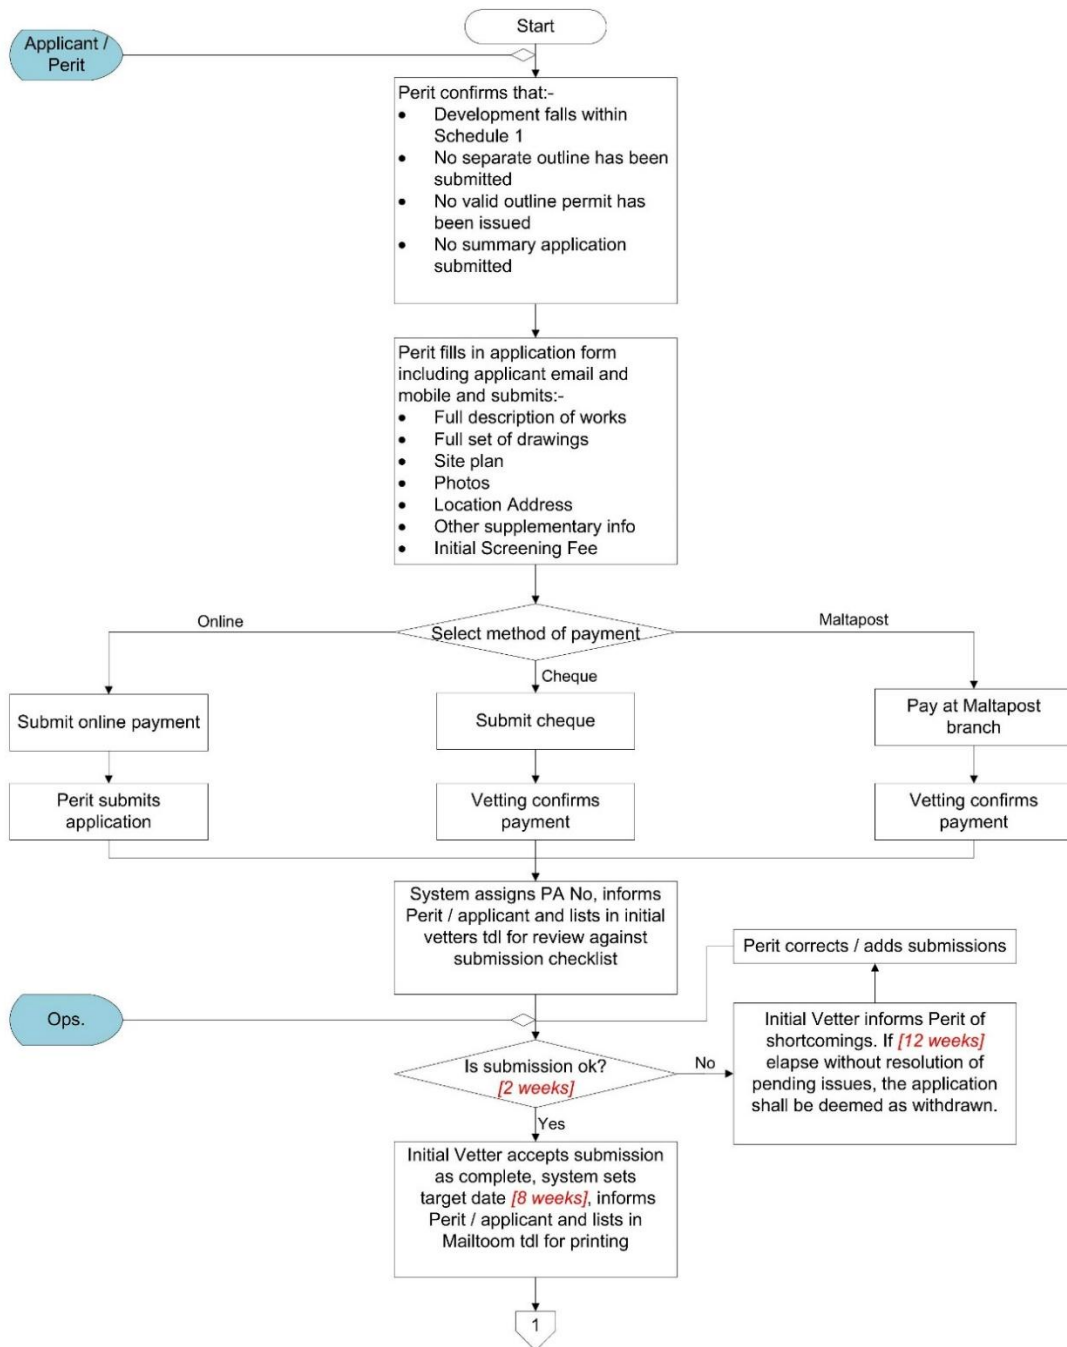 Start
Applicant /
Perit
Perit confirms that:-
• Development falls within
Schedule 1
• No separate outline has been
submitted
• No valid outline permit has
been issued
• No summary application
submitted
Perit fills in application form
including applicant email and
mobile and submits:-
• Full description of works
• Full set of drawings
• Site plan
• Photos
• Location Address
• Other supplementary info
• Initial Screening Fee
Online
Select method of payment
Maltapost
Cheque
Submit online payment
Submit cheque
Pay at Maltapost
branch
Perit submits
application
Vetting confirms
payment
Vetting confirms
payment
System assigns PA No, informs
Perit / applicant and lists in initial
vetters tdl for review against
submission checklist
Perit corrects / adds submissions
Ops.
Initial Vetter informs Perit of
shortcomings. If [12 weeks]
elapse without resolution of
pending issues, the application
shall be deemed as withdrawn.
Is submission ok?
[2 weeks]
No
Yes
Initial Vetter accepts submission
as complete, system sets
target date [8 weeks], informs
Perit / applicant and lists in
Mailtoom tdl for printing
1